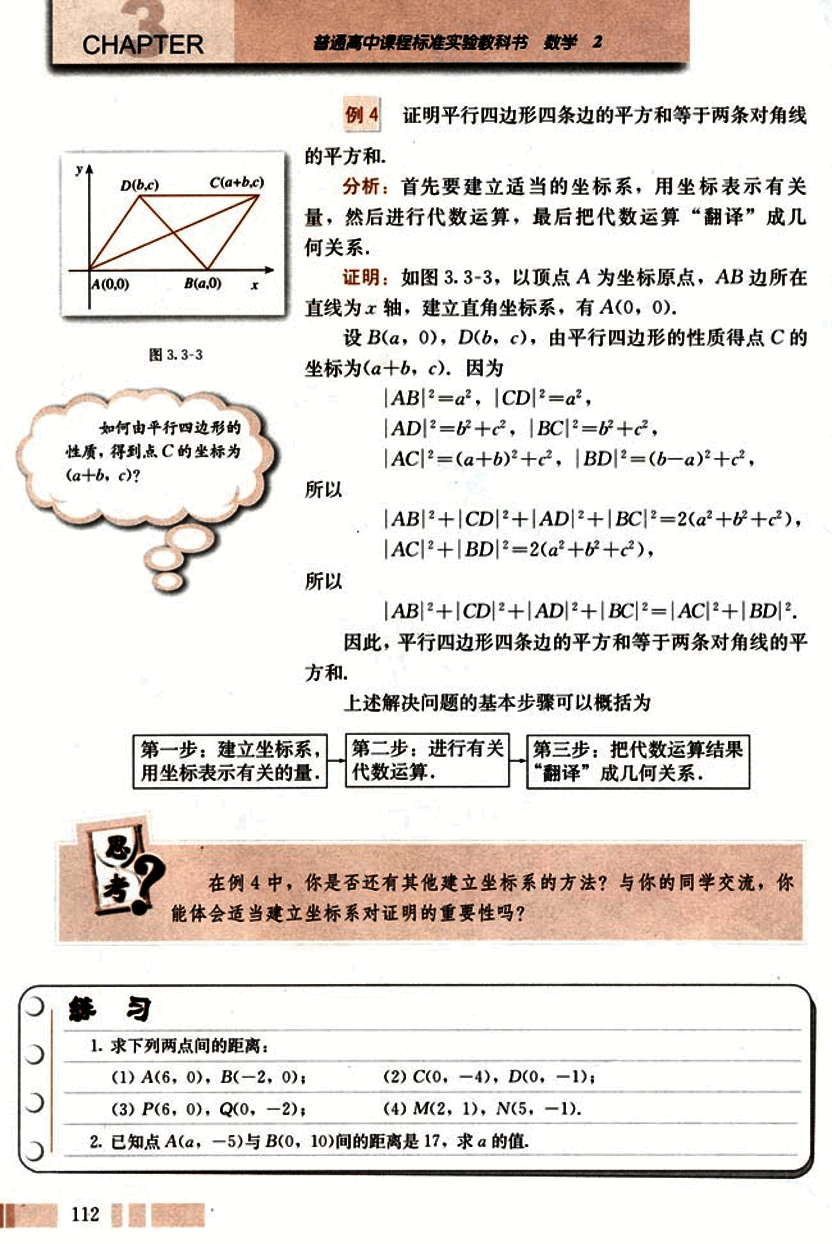 3
CHAPTER
普通高中课程标准实验教科书 数学 2
例 4 证明平行四边形四条边的平方和等于两条对角线
的平方和.
分析：首先要建立适当的坐标系，用坐标表示有关
量，然后进行代数运算，最后把代数运算“翻译”成几
何关系.
证明：如图 3.3-3，以顶点 A 为坐标原点，AB 边所在
直线为 x 轴，建立直角坐标系，有 A(0，0).
设 B(a，0)，D(b，c)，由平行四边形的性质得点 C 的
坐标为(a+b，c). 因为
|AB|²=a²，|CD|²=a²，
|AD|²=b²+c²，|BC|²=b²+c²，
|AC|²=(a+b)²+c²，|BD|²=(b-a)²+c²，
所以
|AB|²+|CD|²+|AD|²+|BC|²=2(a²+b²+c²)，
|AC|²+|BD|²=2(a²+b²+c²)，
所以
|AB|²+|CD|²+|AD|²+|BC|²=|AC|²+|BD|².
因此，平行四边形四条边的平方和等于两条对角线的平
方和.
上述解决问题的基本步骤可以概括为
y
D(b,c)
C(a+b,c)
A(0,0)
B(a,0)
x
图 3.3-3
如何由平行四边形的
性质，得到点 C 的坐标为
(a+b，c)?
第一步：建立坐标系，
用坐标表示有关的量.
第二步：进行有关
代数运算.
第三步：把代数运算结果
“翻译”成几何关系.
思考?
在例 4 中，你是否还有其他建立坐标系的方法？与你的同学交流，你
能体会适当建立坐标系对证明的重要性吗？
练 习
1. 求下列两点间的距离：
(1) A(6，0)，B(-2，0)； (2) C(0，-4)，D(0，-1)；
(3) P(6，0)，Q(0，-2)； (4) M(2，1)，N(5，-1).
2. 已知点 A(a，-5)与 B(0，10)间的距离是 17，求 a 的值.
112